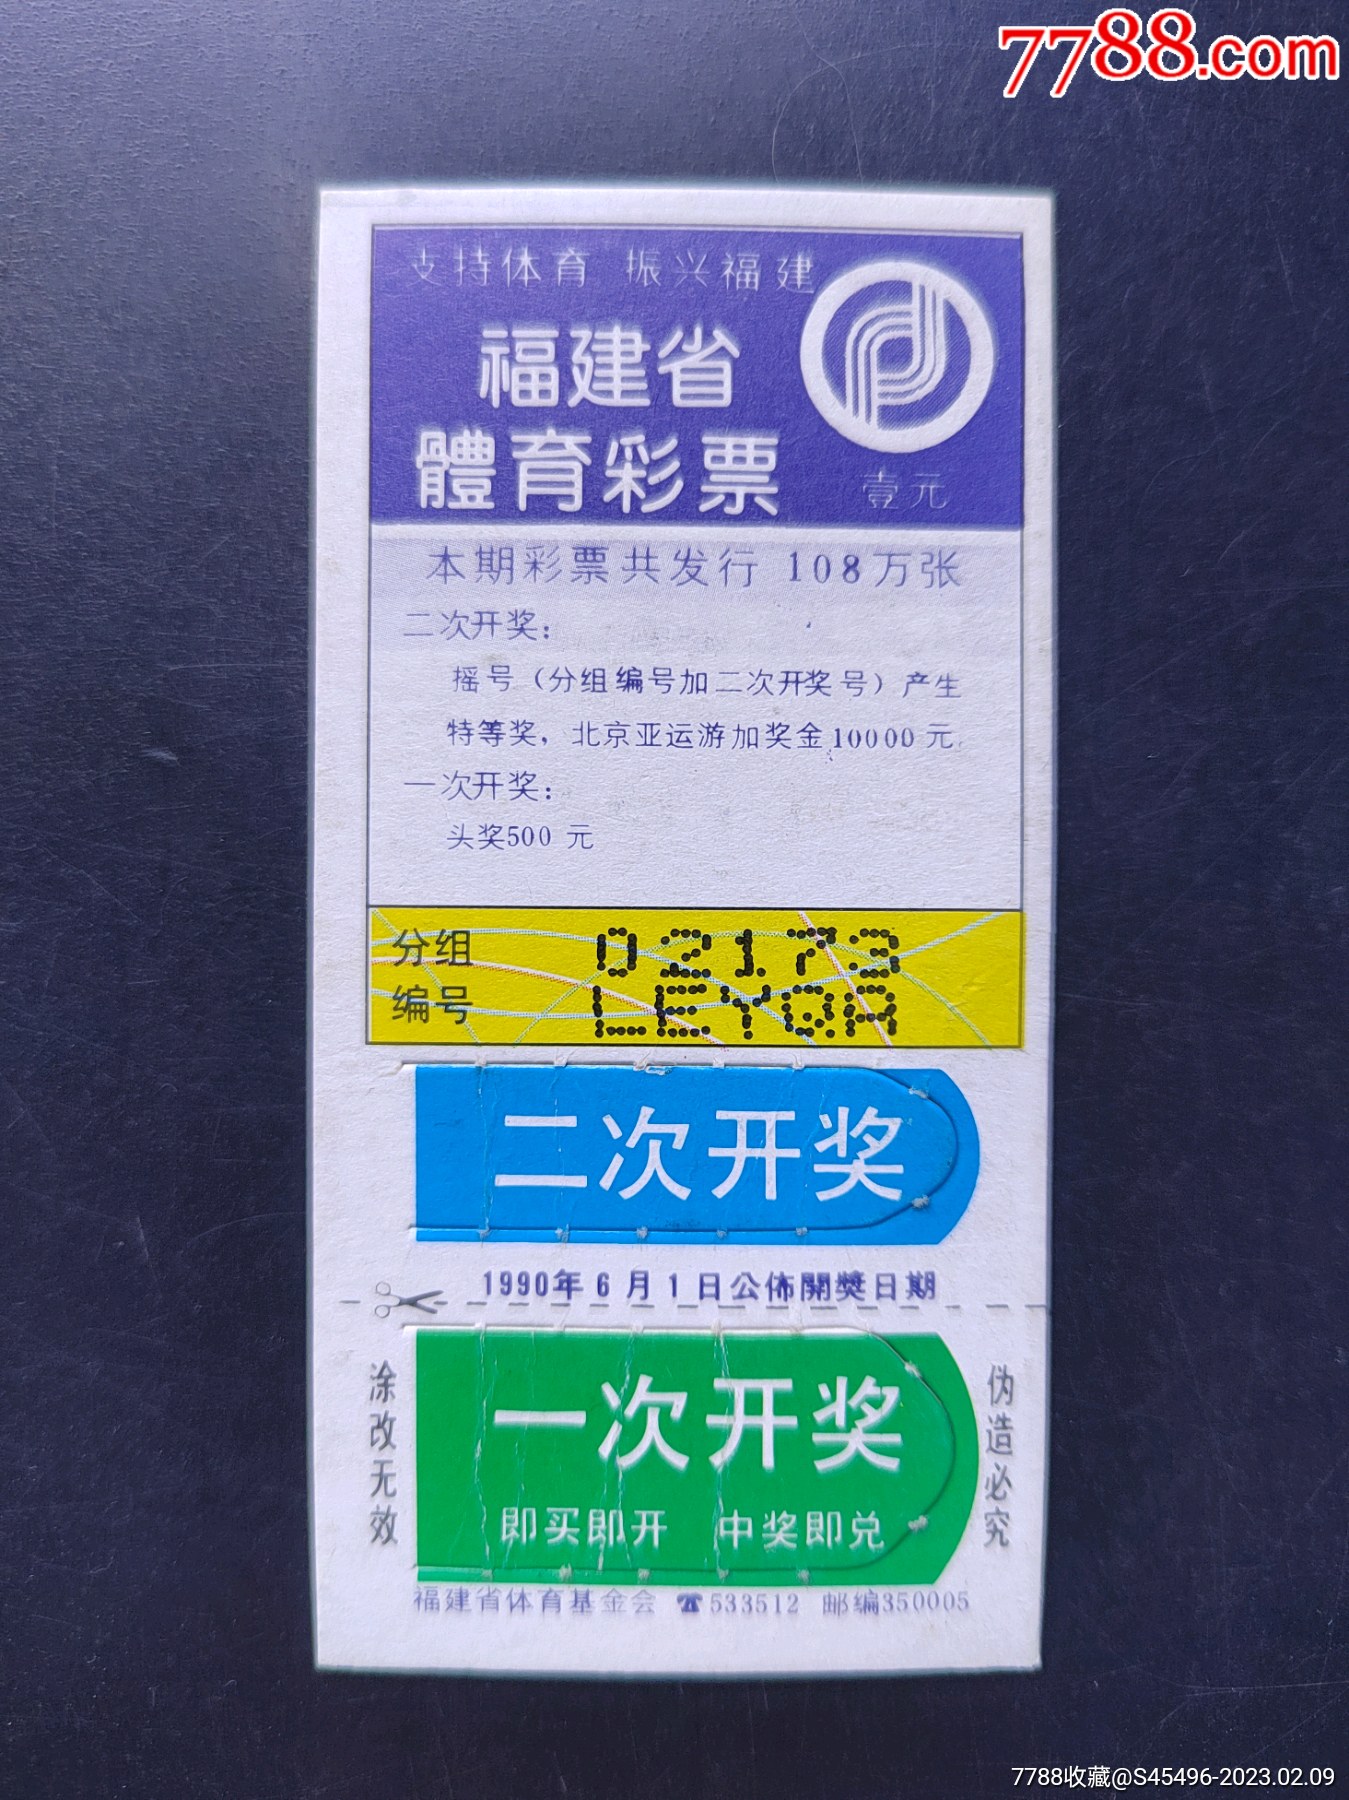 7788.com
支持体育 振兴福建
福建省
體育彩票
壹元
本期彩票共发行 108万张
二次开奖：
摇号（分组编号加二次开奖号）产生
特等奖，北京亚运游加奖金10000元，
一次开奖：
头奖500 元
分组 02173
编号 LEYQR
二次开奖
1990年6月1日公佈開獎日期
涂改无效
一次开奖
即买即开 中奖即兑
伪造必究
福建省体育基金会 ☎533512 邮编350005
7788收藏@S45496-2023.02.09